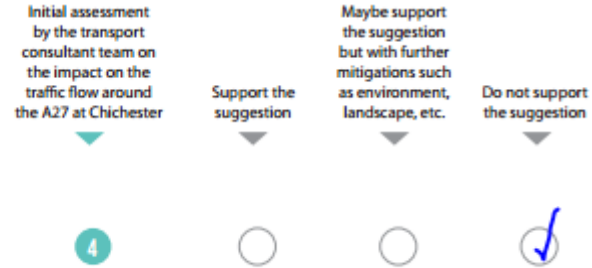 Initial assessment
by the transport
consultant team on
the impact on the
traffic flow around
the A27 at Chichester
Support the
suggestion
Maybe support
the suggestion
but with further
mitigations such
as environment,
landscape, etc.
Do not support
the suggestion
4